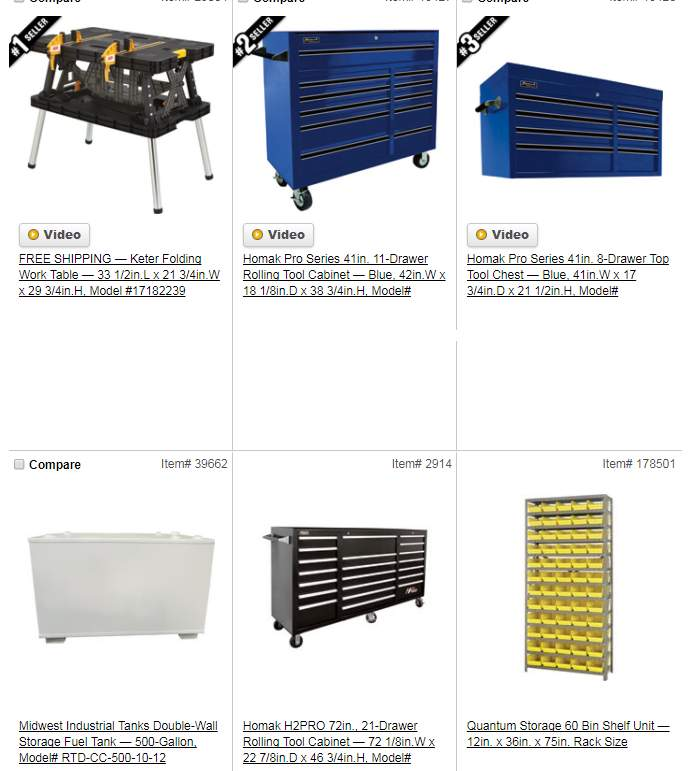 #1 SELLER
#2 SELLER
#3 SELLER
Video
Video
Video
FREE SHIPPING — Keter Folding
Work Table — 33 1/2in.L x 21 3/4in.W
x 29 3/4in.H, Model #17182239
Homak Pro Series 41in. 11-Drawer
Rolling Tool Cabinet — Blue, 42in.W x
18 1/8in.D x 38 3/4in.H, Model#
Homak Pro Series 41in. 8-Drawer Top
Tool Chest — Blue, 41in.W x 17
3/4in.D x 21 1/2in.H, Model#
Compare
Item# 39662
Item# 2914
Item# 178501
Midwest Industrial Tanks Double-Wall
Storage Fuel Tank — 500-Gallon,
Model# RTD-CC-500-10-12
Homak H2PRO 72in., 21-Drawer
Rolling Tool Cabinet — 72 1/8in.W x
22 7/8in.D x 46 3/4in.H, Model#
Quantum Storage 60 Bin Shelf Unit —
12in. x 36in. x 75in. Rack Size